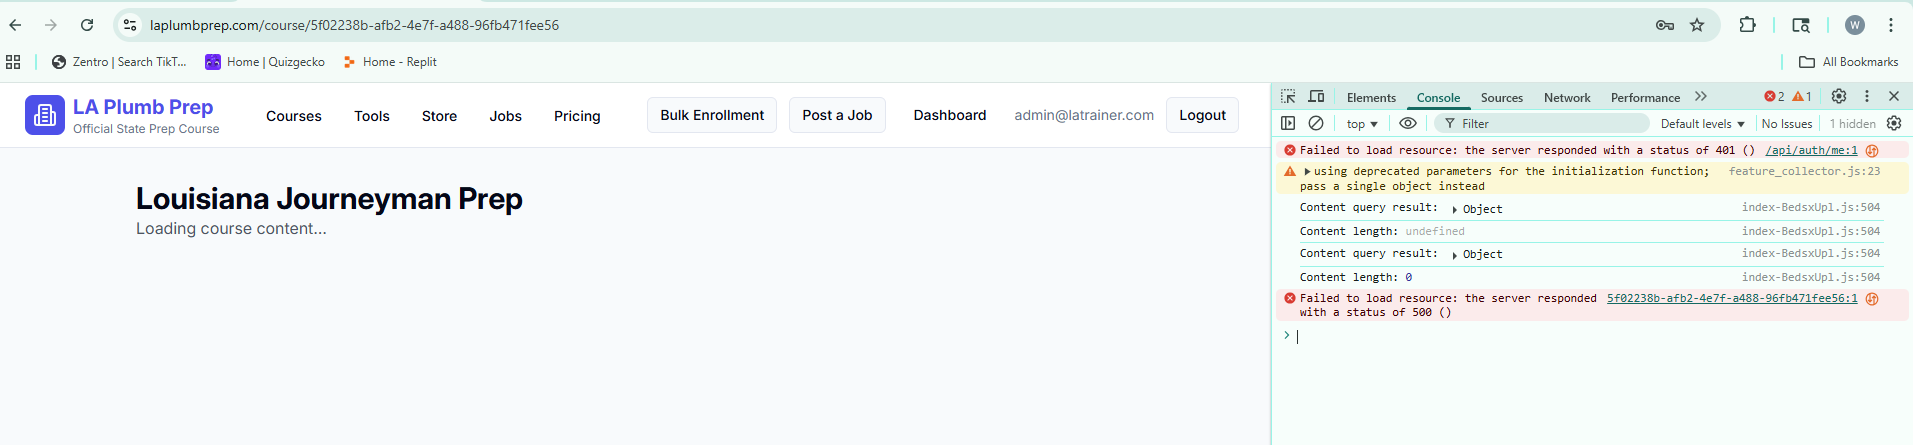 laplumbprep.com/course/5f02238b-afb2-4e7f-a488-96fb471fee56
W
Zentro | Search TikT...
Home | Quizgecko
Home - Replit
All Bookmarks
LA Plumb Prep
Official State Prep Course
Courses
Tools
Store
Jobs
Pricing
Bulk Enrollment
Post a Job
Dashboard
admin@latrainer.com
Logout
Louisiana Journeyman Prep
Loading course content...
Elements
Console
Sources
Network
Performance
2
1
top
Filter
Default levels
No Issues
1 hidden
Failed to load resource: the server responded with a status of 401 () /api/auth/me:1
using deprecated parameters for the initialization function; feature_collector.js:23
pass a single object instead
Content query result: Object index-BedsxUpl.js:504
Content length: undefined index-BedsxUpl.js:504
Content query result: Object index-BedsxUpl.js:504
Content length: 0 index-BedsxUpl.js:504
Failed to load resource: the server responded 5f02238b-afb2-4e7f-a488-96fb471fee56:1
with a status of 500 ()